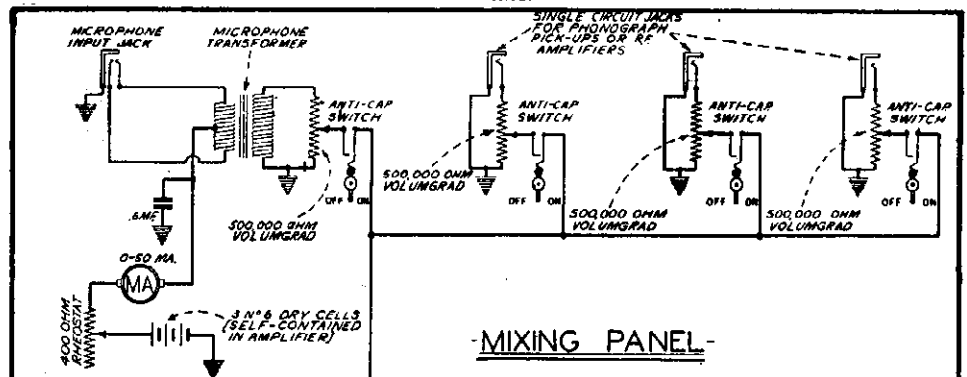 MICROPHONE
INPUT JACK
MICROPHONE
TRANSFORMER
SINGLE CIRCUIT JACKS
FOR PHONOGRAPH
PICK-UPS OR RF
AMPLIFIERS
ANTI-CAP
SWITCH
ANTI-CAP
SWITCH
ANTI-CAP
SWITCH
ANTI-CAP
SWITCH
500,000 OHM
VOLUMGRAD
OFF ON
OFF ON
OFF ON
OFF ON
.5MF.
500,000 OHM
VOLUMGRAD
500,000 OHM
VOLUMGRAD
500,000 OHM
VOLUMGRAD
0-50 MA.
MA
400 OHM
RHEOSTAT
3 Nº 6 DRY CELLS
(SELF-CONTAINED
IN AMPLIFIER)
-MIXING PANEL-